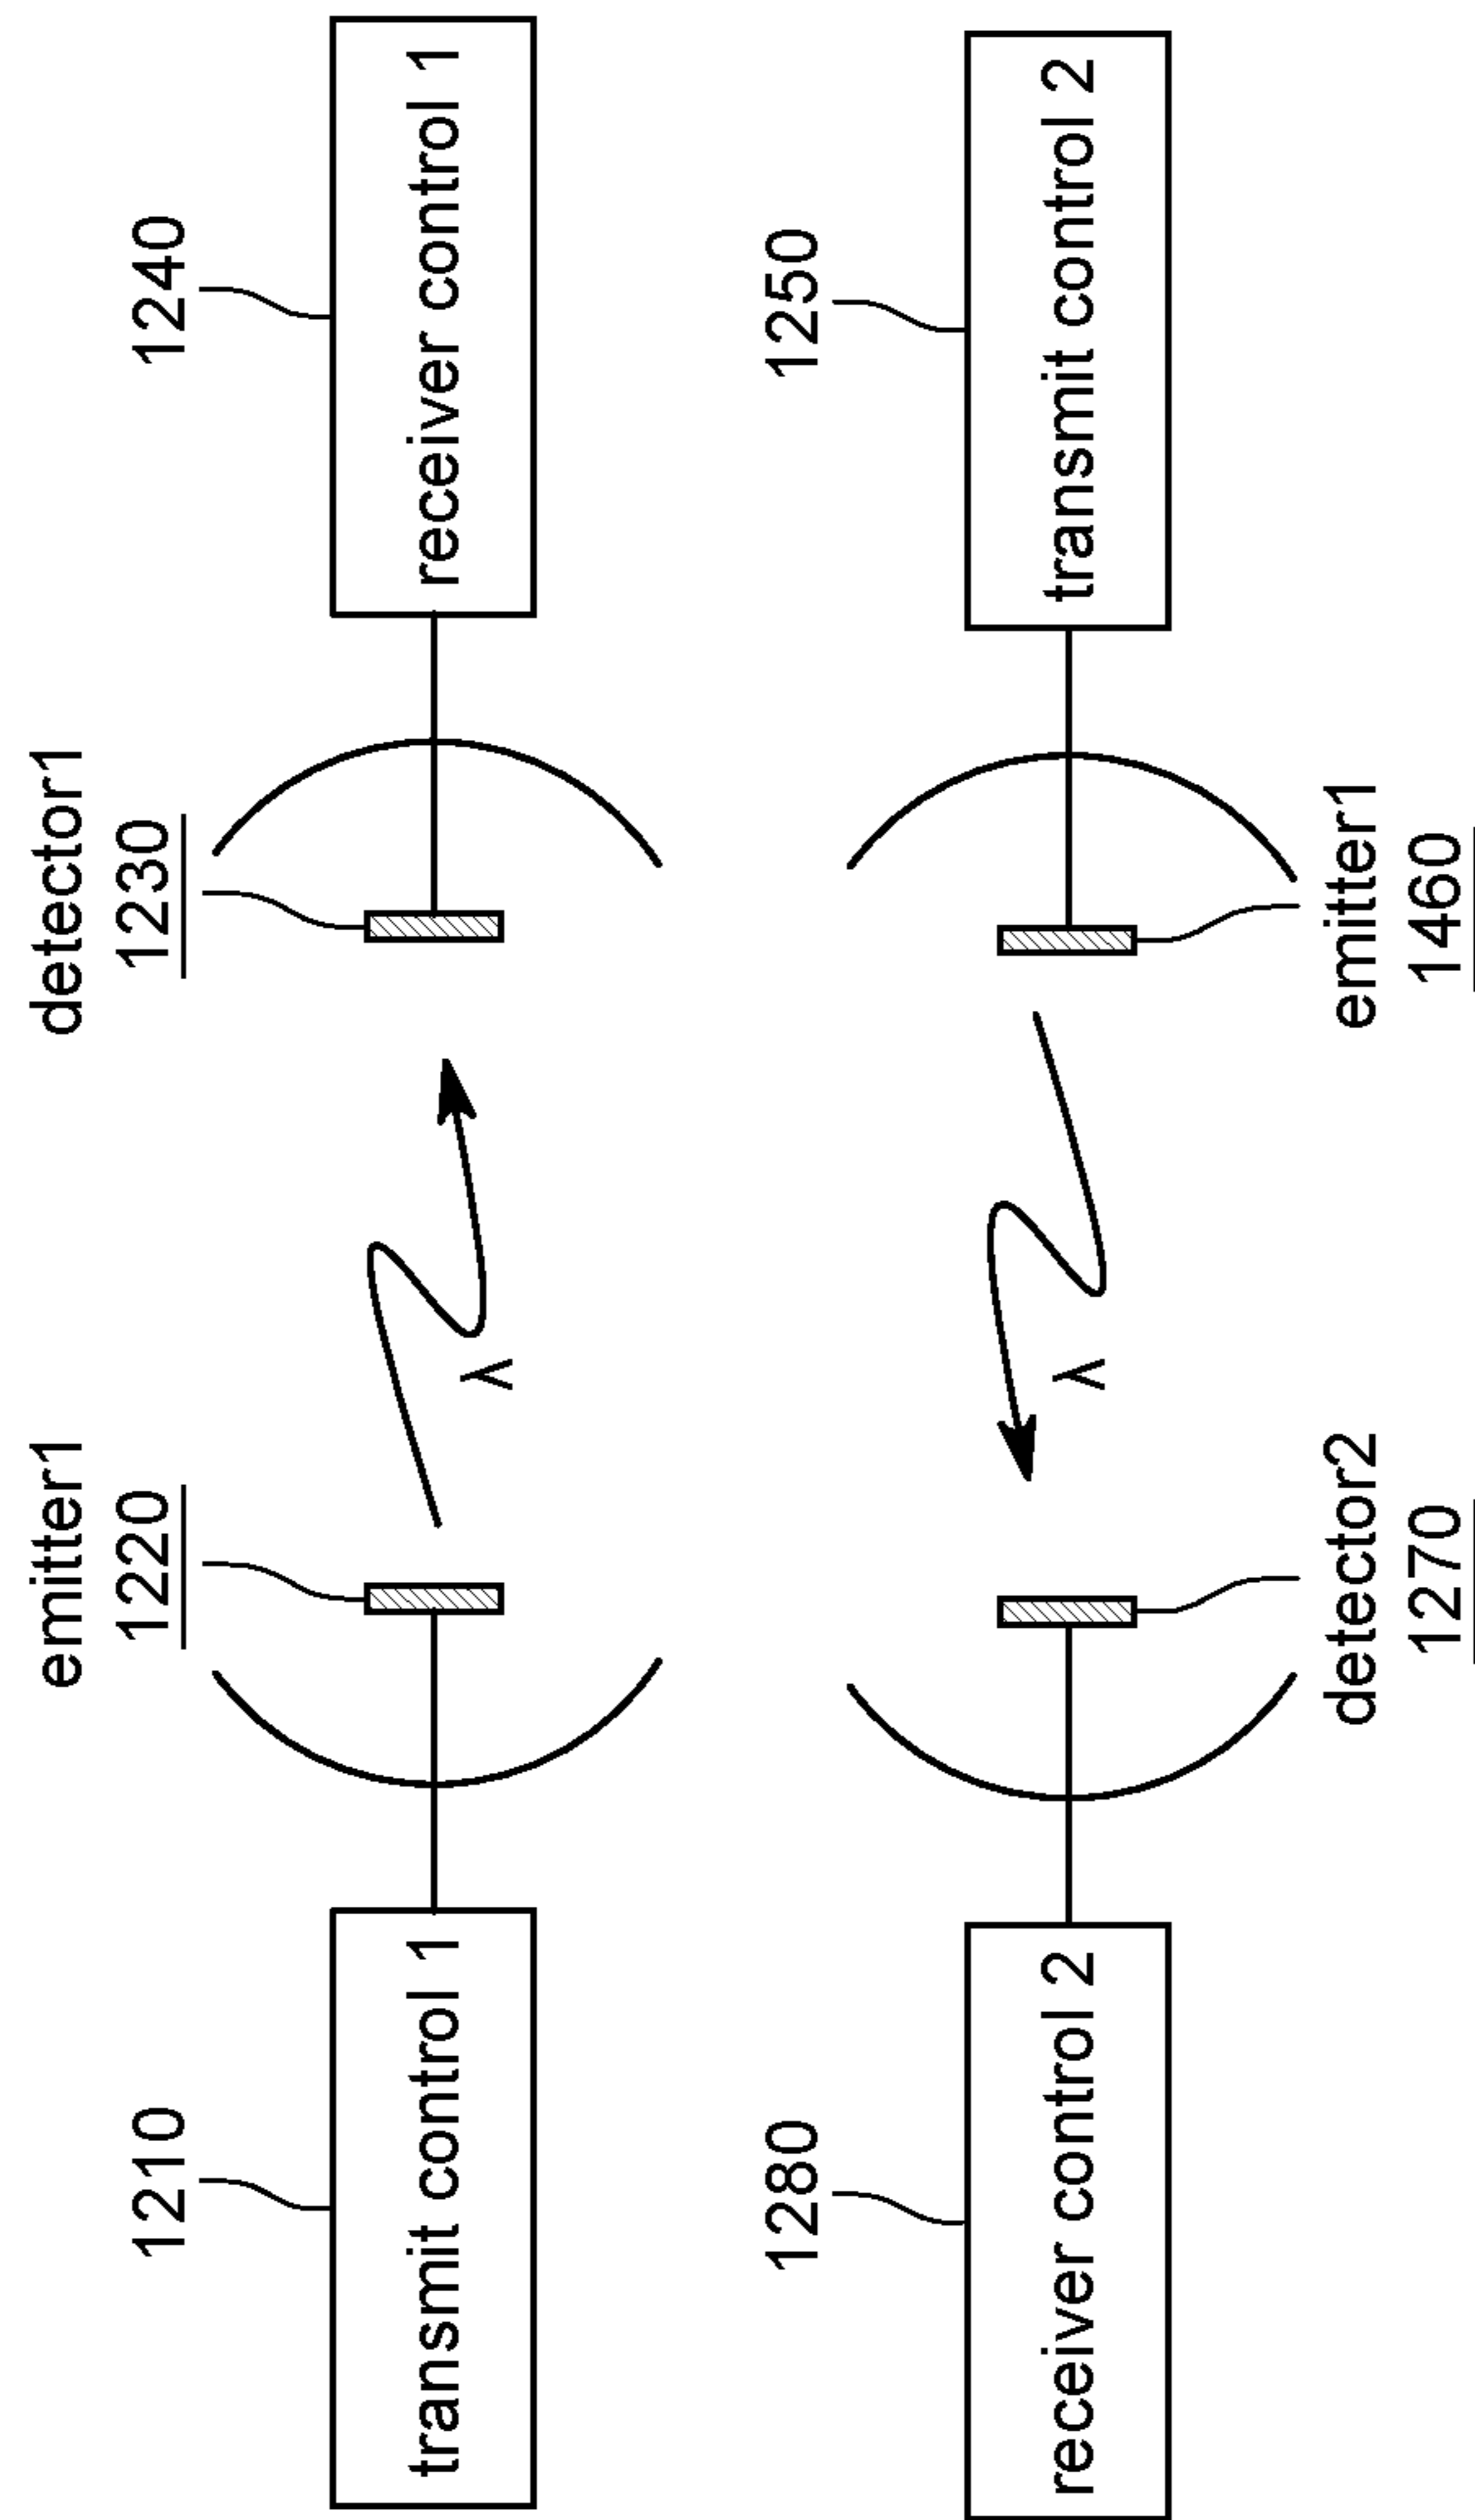 emitter1
1220
detector1
1230
1210
transmit control 1
λ
1240
receiver control 1
1280
receiver control 2
λ
1250
transmit control 2
detector2
1270
emitter1
1460